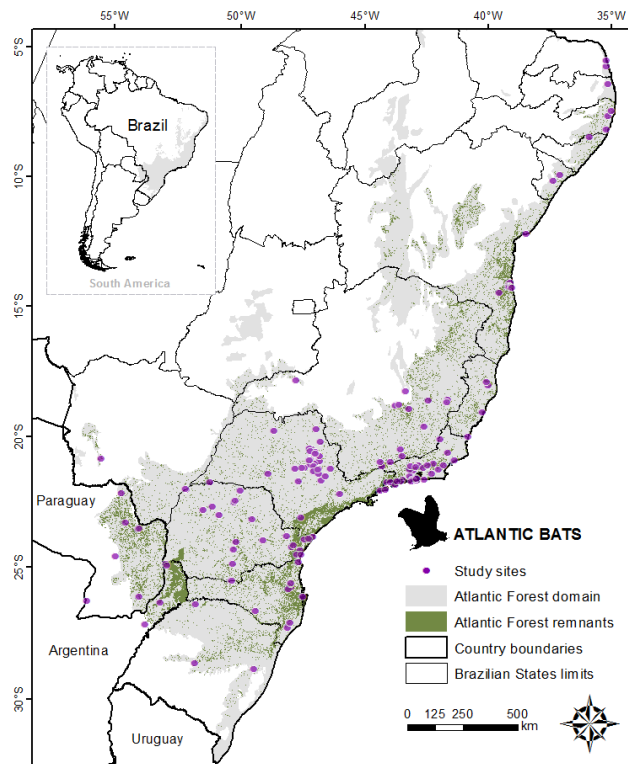 55°W
50°W
45°W
40°W
35°W
5°S
10°S
15°S
20°S
25°S
30°S
Brazil
South America
Paraguay
Argentina
Uruguay
ATLANTIC BATS
Study sites
Atlantic Forest domain
Atlantic Forest remnants
Country boundaries
Brazilian States limits
0 125 250 500
km